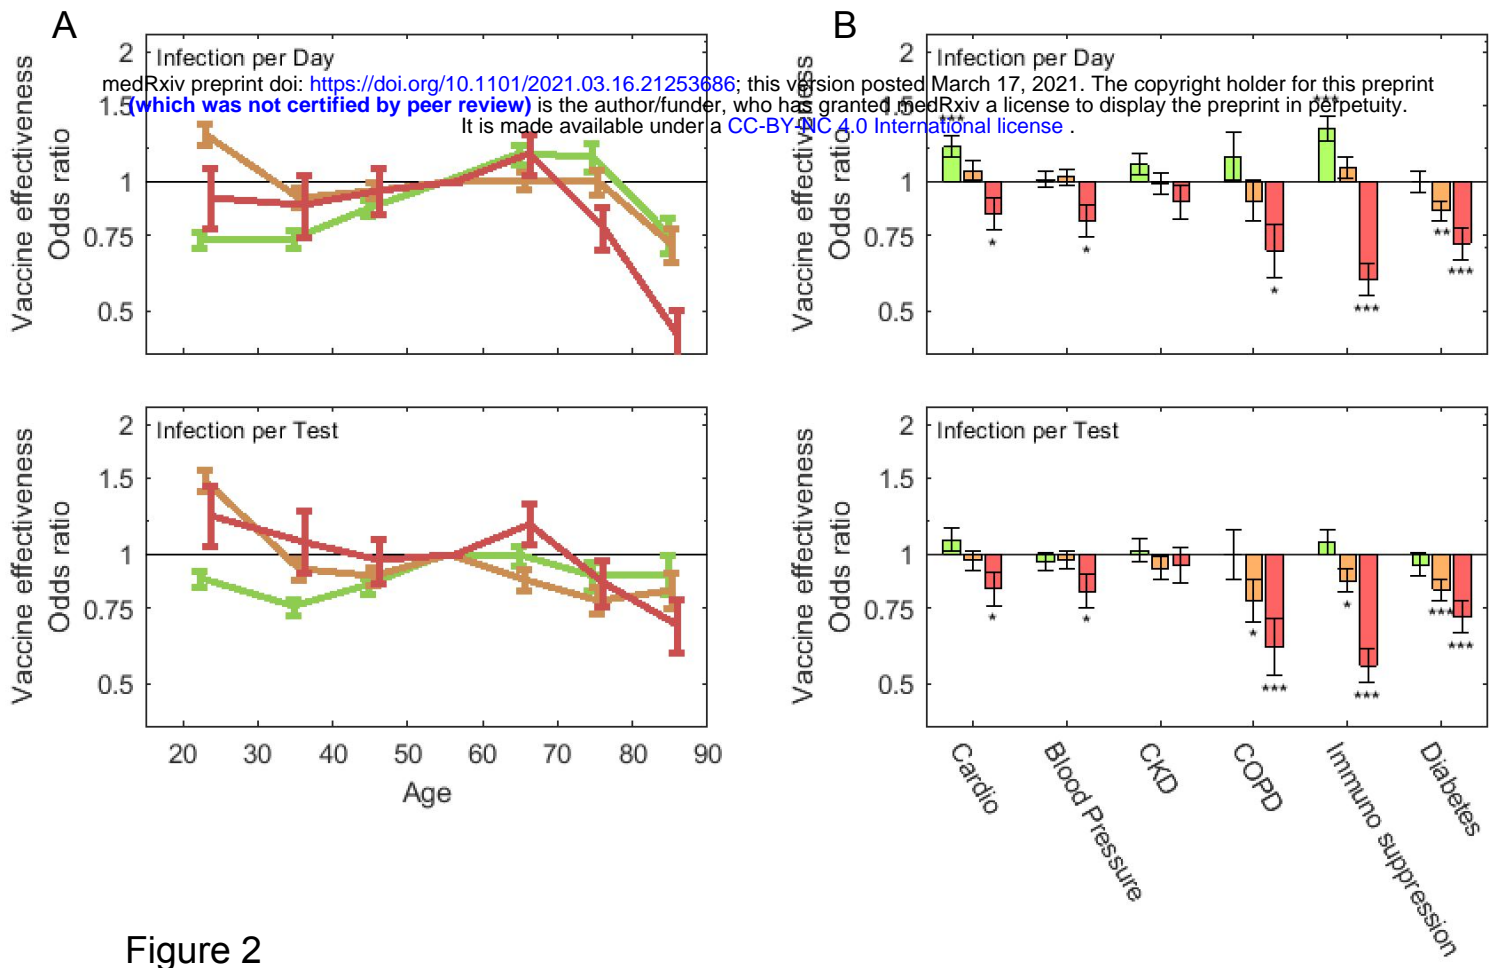 A
B
Infection per Day
Infection per Day
medRxiv preprint doi: https://doi.org/10.1101/2021.03.16.21253686; this version posted March 17, 2021. The copyright holder for this preprint
(which was not certified by peer review) is the author/funder, who has granted medRxiv a license to display the preprint in perpetuity.
It is made available under a CC-BY-NC 4.0 International license .
Vaccine effectiveness
Odds ratio
2
1.5
1
0.75
0.5
Vaccine effectiveness
Odds ratio
2
1.5
1
0.75
0.5
***
*
*
*
***
***
**
***
Infection per Test
Vaccine effectiveness
Odds ratio
2
1.5
1
0.75
0.5
20 30 40 50 60 70 80 90
Age
Infection per Test
Vaccine effectiveness
Odds ratio
2
1.5
1
0.75
0.5
*
*
*
***
*
***
***
***
Cardio
Blood Pressure
CKD
COPD
Immuno suppression
Diabetes
Figure 2